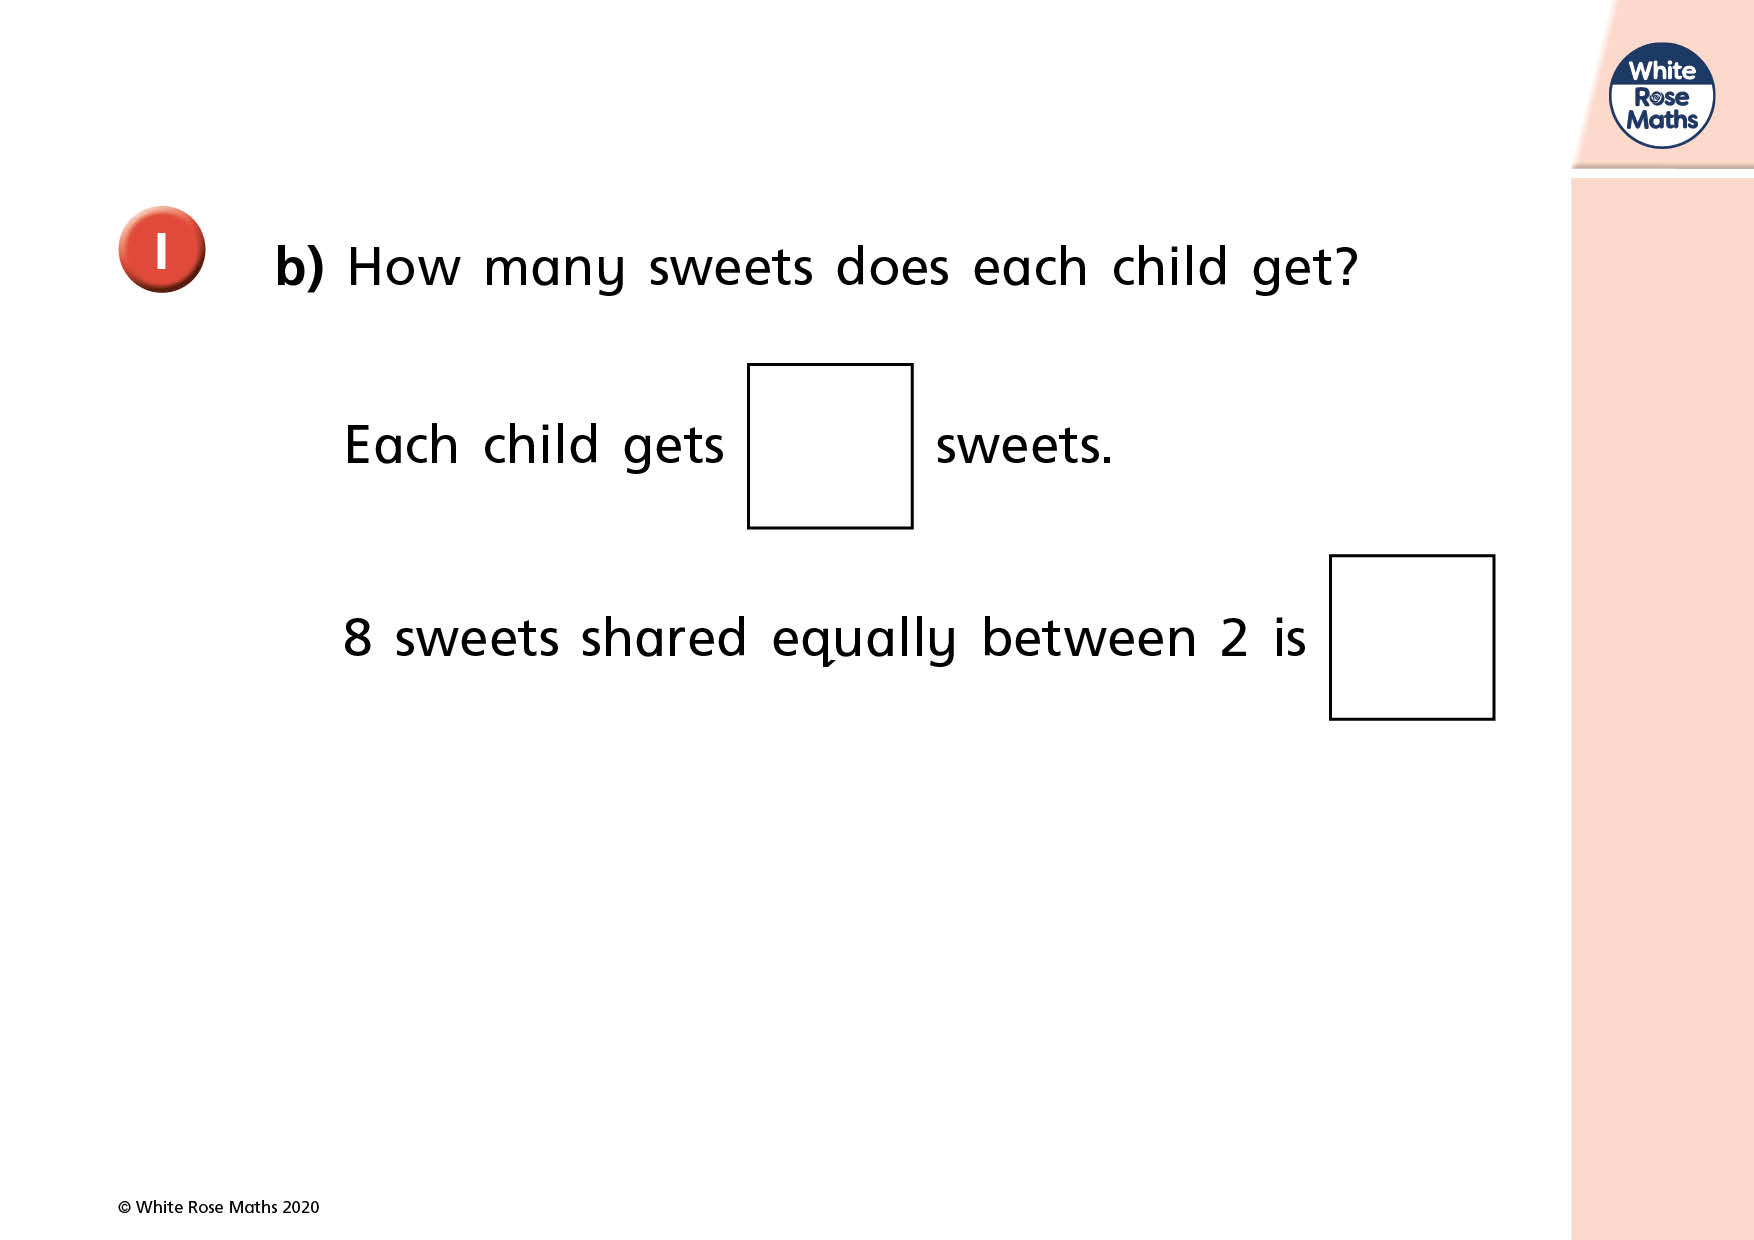 White
Rose
Maths
1
b) How many sweets does each child get?
Each child gets sweets.
8 sweets shared equally between 2 is
© White Rose Maths 2020